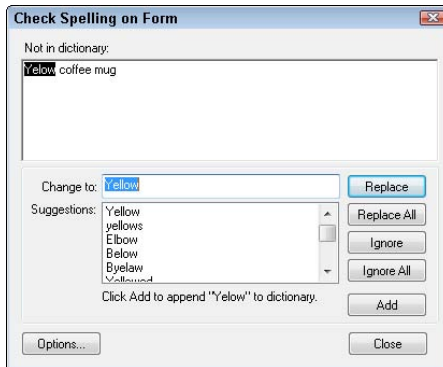 Check Spelling on Form
Not in dictionary:
Yelow coffee mug
Change to: Yellow Replace
Suggestions: Yellow Replace All
yellows
Elbow Ignore
Below
Byelaw Ignore All
Yellowed
Click Add to append "Yelow" to dictionary. Add
Options... Close